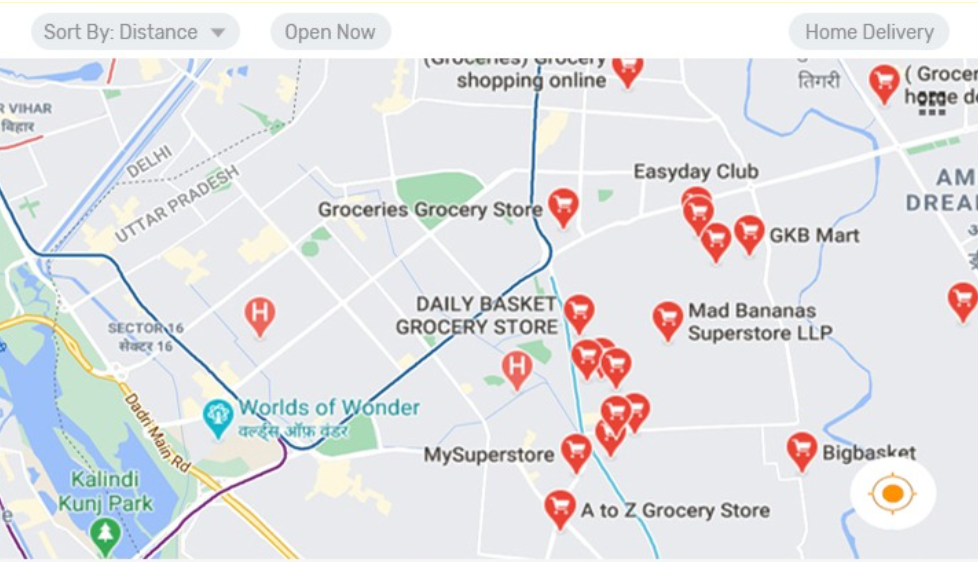 Sort By: Distance
Open Now
Home Delivery
(Groceries) Grocery
shopping online
तिगरी
( Grocer
home de
R VIHAR
विहार
DELHI
UTTAR PRADESH
Easyday Club
AM
DREA
Groceries Grocery Store
GKB Mart
DAILY BASKET
GROCERY STORE
Mad Bananas
Superstore LLP
SECTOR 16
सेक्टर 16
H
H
Worlds of Wonder
वर्ल्ड्स ऑफ़ वंडर
Dadri Main Rd
MySuperstore
Bigbasket
Kalindi
Kunj Park
A to Z Grocery Store
e